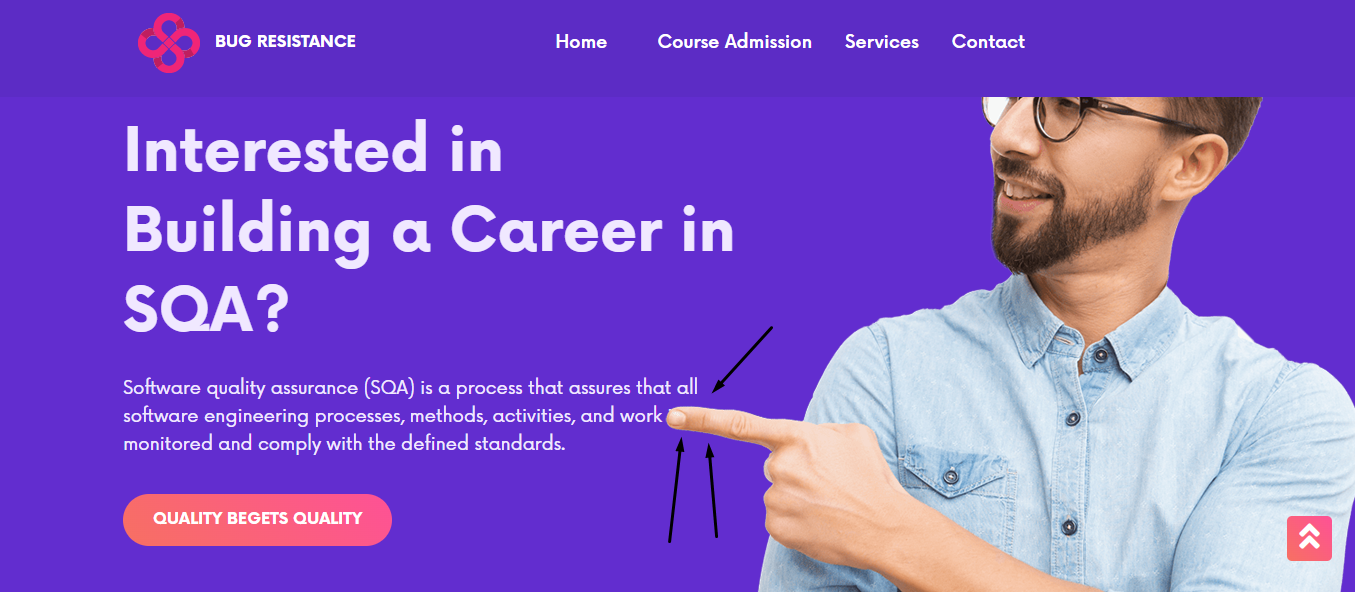 BUG RESISTANCE
Home Course Admission Services Contact
Interested in
Building a Career in
SQA?
Software quality assurance (SQA) is a process that assures that all
software engineering processes, methods, activities, and work
monitored and comply with the defined standards.
QUALITY BEGETS QUALITY